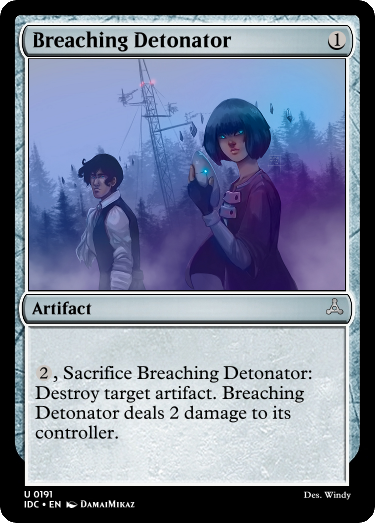 Breaching Detonator 1
Artifact
2, Sacrifice Breaching Detonator:
Destroy target artifact. Breaching
Detonator deals 2 damage to its
controller.
U 0191
IDC • EN DamaiMikaz
Des. Windy